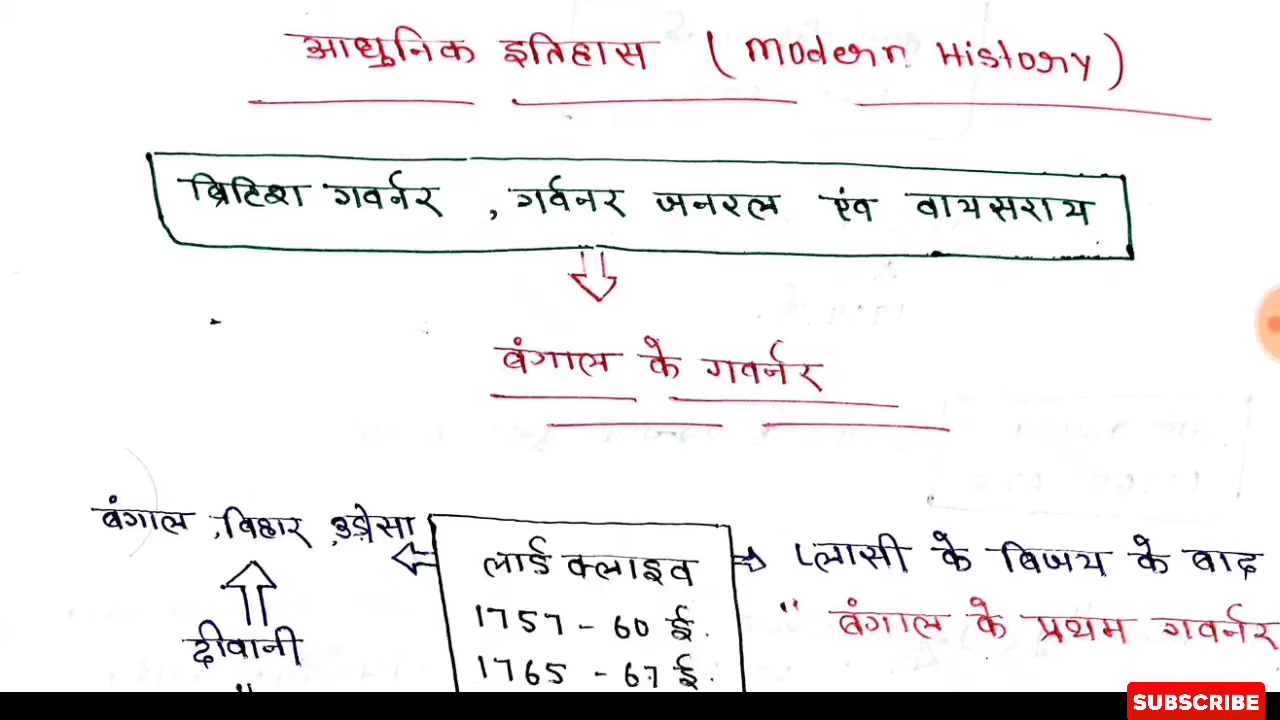 आधुनिक इतिहास (Modern History)
ब्रिटिश गवर्नर , गर्वनर जनरल एंव वायसराय
बंगाल के गवर्नर
बंगाल , बिहार , उड़ेसा
दीवानी
"
लार्ड क्लाइव
1757 - 60 ई.
1765 - 67 ई.
प्लासी के विजय के बाद
" बंगाल के प्रथम गवर्नर
SUBSCRIBE